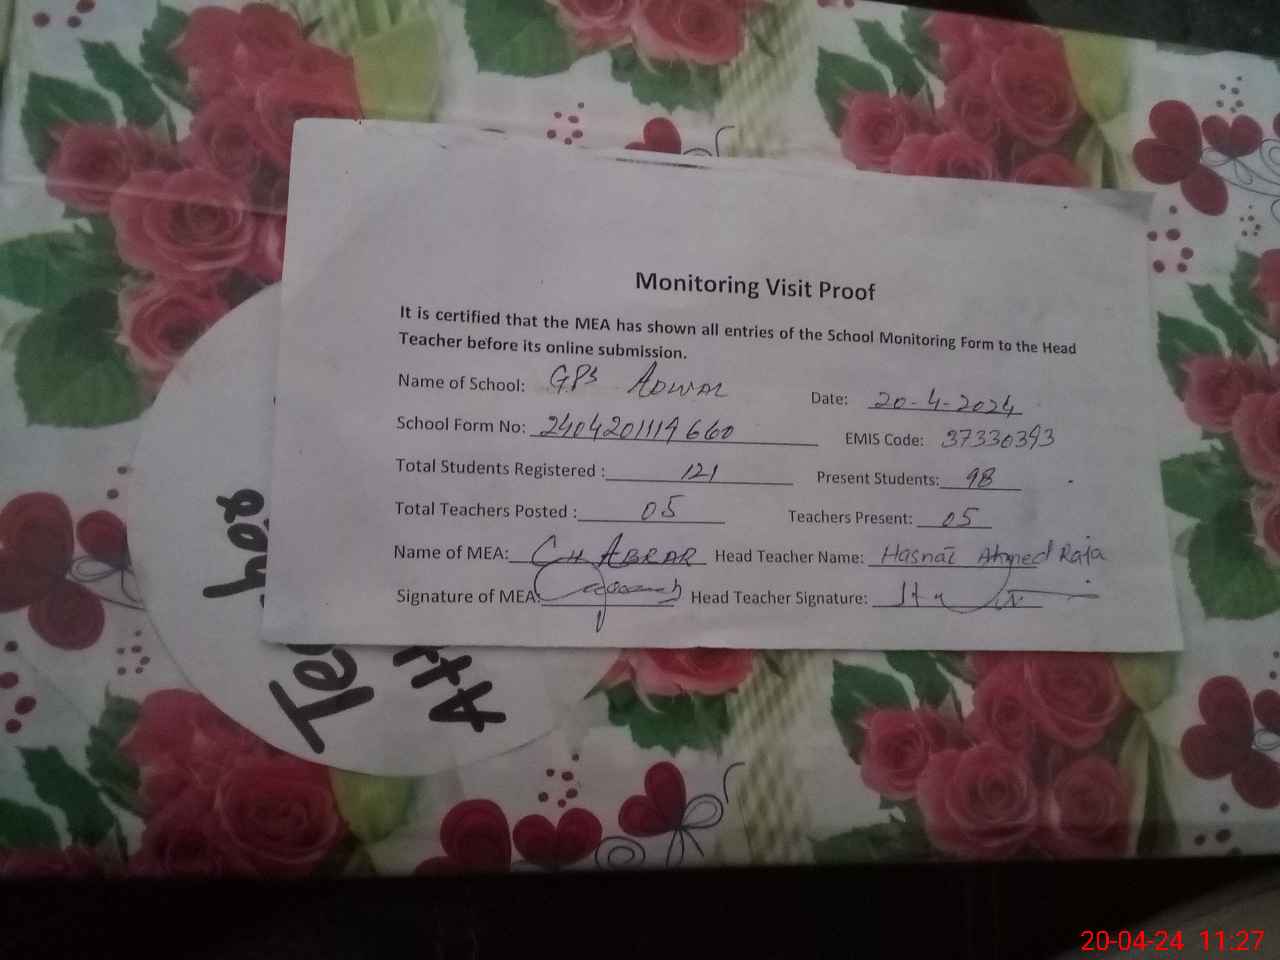 Monitoring Visit Proof
It is certified that the MEA has shown all entries of the School Monitoring Form to the Head
Teacher before its online submission.
Name of School: GPS ADWAL Date: 20-4-2024
School Form No: 2404201114660 EMIS Code: 37330393
Total Students Registered : 121 Present Students: 98
Total Teachers Posted : 05 Teachers Present: 05
Name of MEA: CH ABRAR Head Teacher Name: Hasnat Ahmed Raja
Signature of MEA: Head Teacher Signature:
20-04-24 11:27